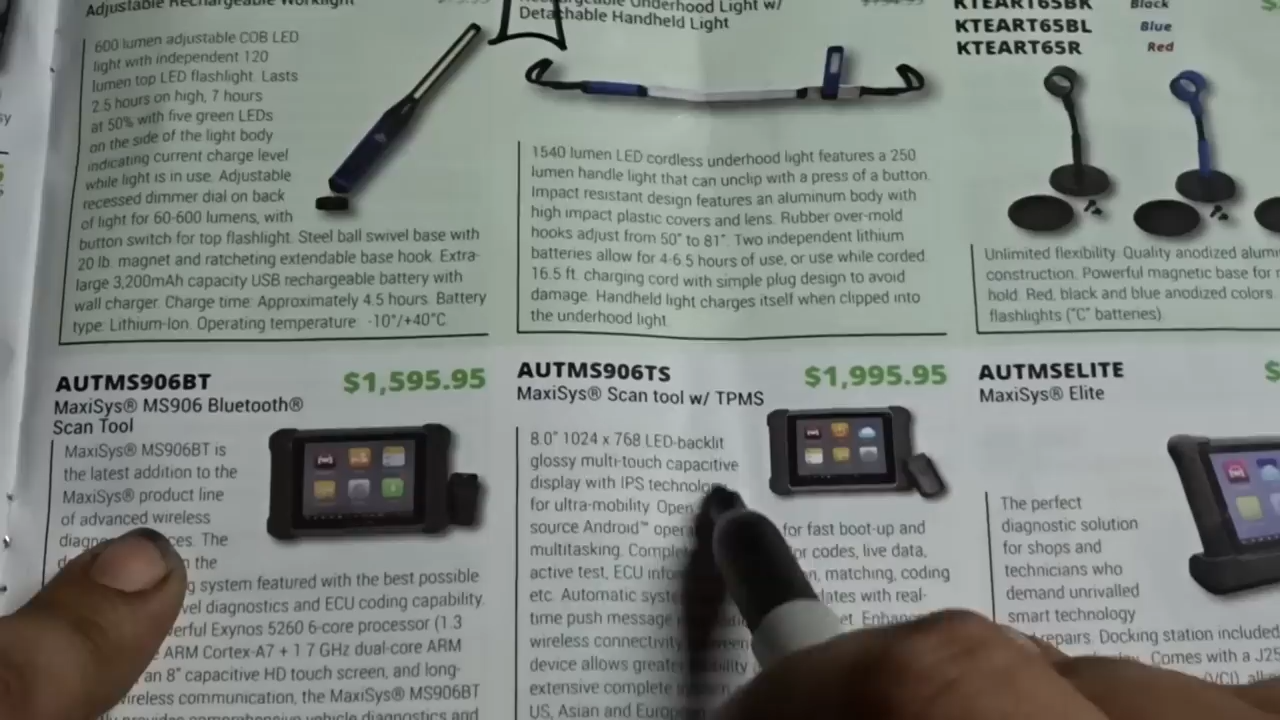 Adjustable Rechargeable Worklight
600 lumen adjustable COB LED
light with independent 120
lumen top LED flashlight. Lasts
2.5 hours on high, 7 hours
at 50% with five green LEDs
on the side of the light body
indicating current charge level
while light is in use. Adjustable
recessed dimmer dial on back
of light for 60-600 lumens, with
button switch for top flashlight. Steel ball swivel base with
20 lb. magnet and ratcheting extendable base hook. Extra-
large 3,200mAh capacity USB rechargeable battery with
wall charger. Charge time: Approximately 4.5 hours. Battery
type: Lithium-Ion. Operating temperature: -10°/+40°C.
Underhood Light w/
Detachable Handheld Light
1540 lumen LED cordless underhood light features a 250
lumen handle light that can unclip with a press of a button.
Impact resistant design features an aluminum body with
high impact plastic covers and lens. Rubber over-mold
hooks adjust from 50" to 81". Two independent lithium
batteries allow for 4-6.5 hours of use, or use while corded.
16.5 ft. charging cord with simple plug design to avoid
damage. Handheld light charges itself when clipped into
the underhood light.
KTEART65BK Black
KTEART65BL Blue
KTEART65R Red
Unlimited flexibility. Quality anodized
construction. Powerful magnetic base for
hold. Red, black and blue anodized colors.
flashlights ("C" batteries).
AUTMS906BT $1,595.95
MaxiSys® MS906 Bluetooth®
Scan Tool
MaxiSys® MS906BT is
the latest addition to the
MaxiSys® product line
of advanced wireless
The
the
system featured with the best possible
diagnostics and ECU coding capability.
Exynos 5260 6-core processor (1.3
ARM Cortex-A7 + 1.7 GHz dual-core ARM
an 8" capacitive HD touch screen, and long-
communication, the MaxiSys® MS906BT
comprehensive vehicle diagnostics and
AUTMS906TS $1,995.95
MaxiSys® Scan tool w/ TPMS
8.0" 1024 x 768 LED-backlit
glossy multi-touch capacitive
display with IPS technology
for ultra-mobility. Open
source Android™ for fast boot-up and
multitasking. codes, live data,
active test, ECU matching, coding
etc. Automatic with real-
time push message
wireless connectivity.
device allows greater
extensive complete
US, Asian and
AUTMSELITE
MaxiSys® Elite
The perfect
diagnostic solution
for shops and
technicians who
demand unrivalled
smart technology
repairs. Docking station included
Comes with a